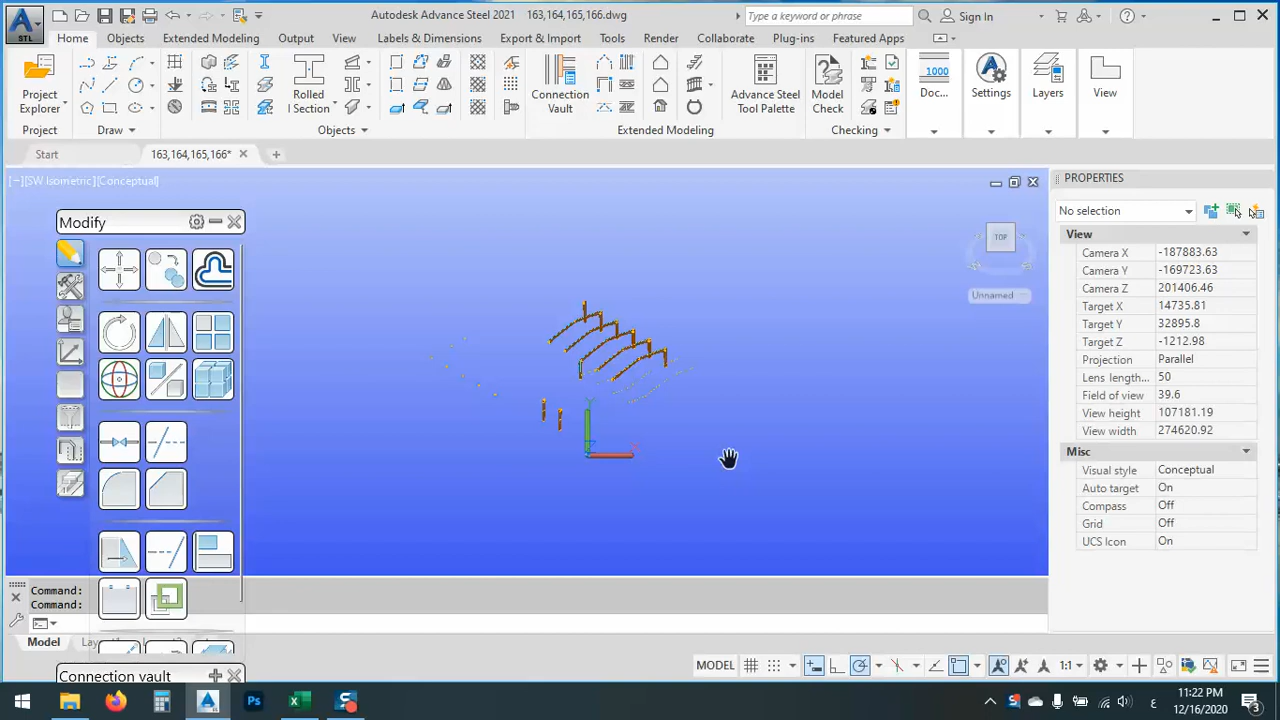 Autodesk Advance Steel 2021 163,164,165,166.dwg
Type a keyword or phrase
Sign In
STL
Home Objects Extended Modeling Output View Labels & Dimensions Export & Import Tools Render Collaborate Plug-ins Featured Apps
Project Explorer
Rolled I Section
Connection Vault
Advance Steel Tool Palette
Model Check
1000
Doc...
Settings
Layers
View
Project Draw Objects Extended Modeling Checking
Start 163,164,165,166*
[−][SW Isometric][Conceptual]
TOP
Unnamed
Modify
Connection vault
PROPERTIES
No selection
View
Camera X -187883.63
Camera Y -169723.63
Camera Z 201406.46
Target X 14735.81
Target Y 32895.8
Target Z -1212.98
Projection Parallel
Lens length... 50
Field of view 39.6
View height 107181.19
View width 274620.92
Misc
Visual style Conceptual
Auto target On
Compass Off
Grid Off
UCS Icon On
Command:
Command:
Model
MODEL
1:1
Ps
11:22 PM
12/16/2020
ع
3